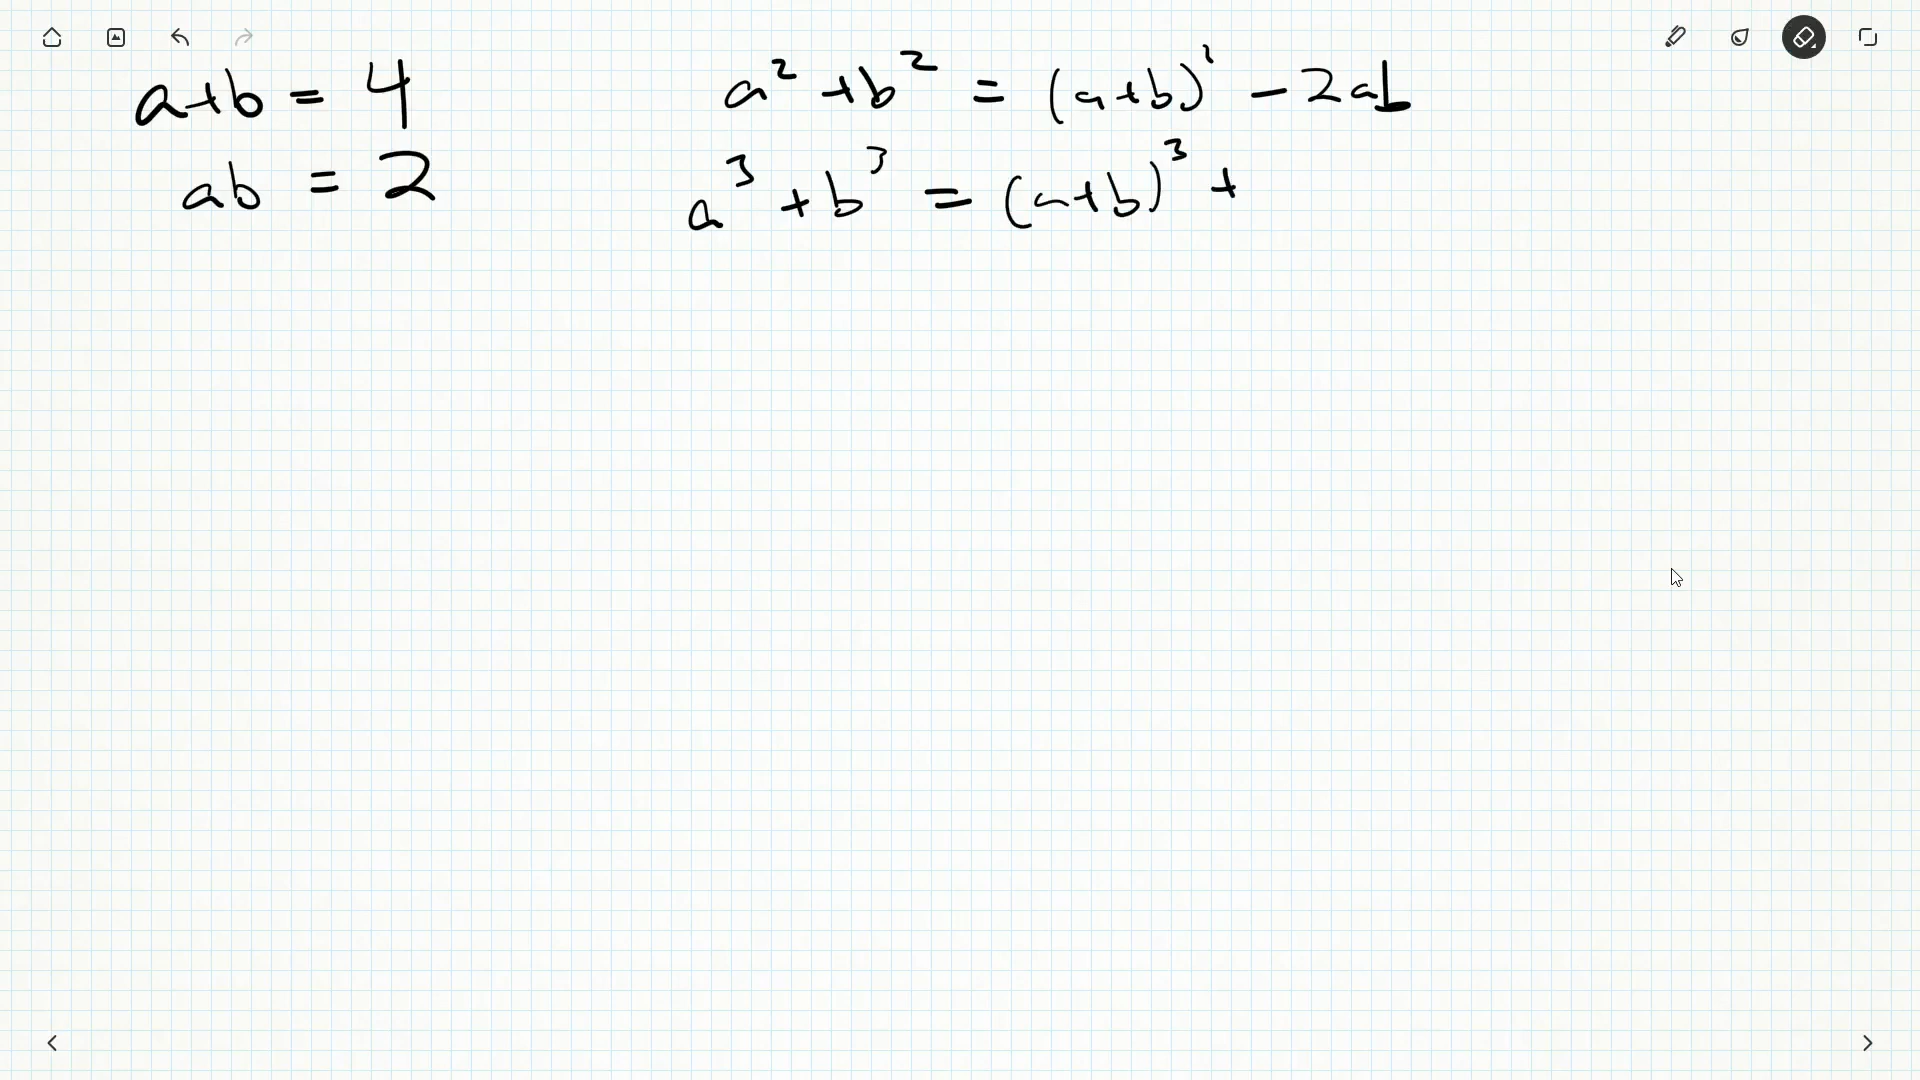 a+b = 4
ab = 2
a² + b² = (a+b)² - 2ab
a³ + b³ = (a+b)³ +